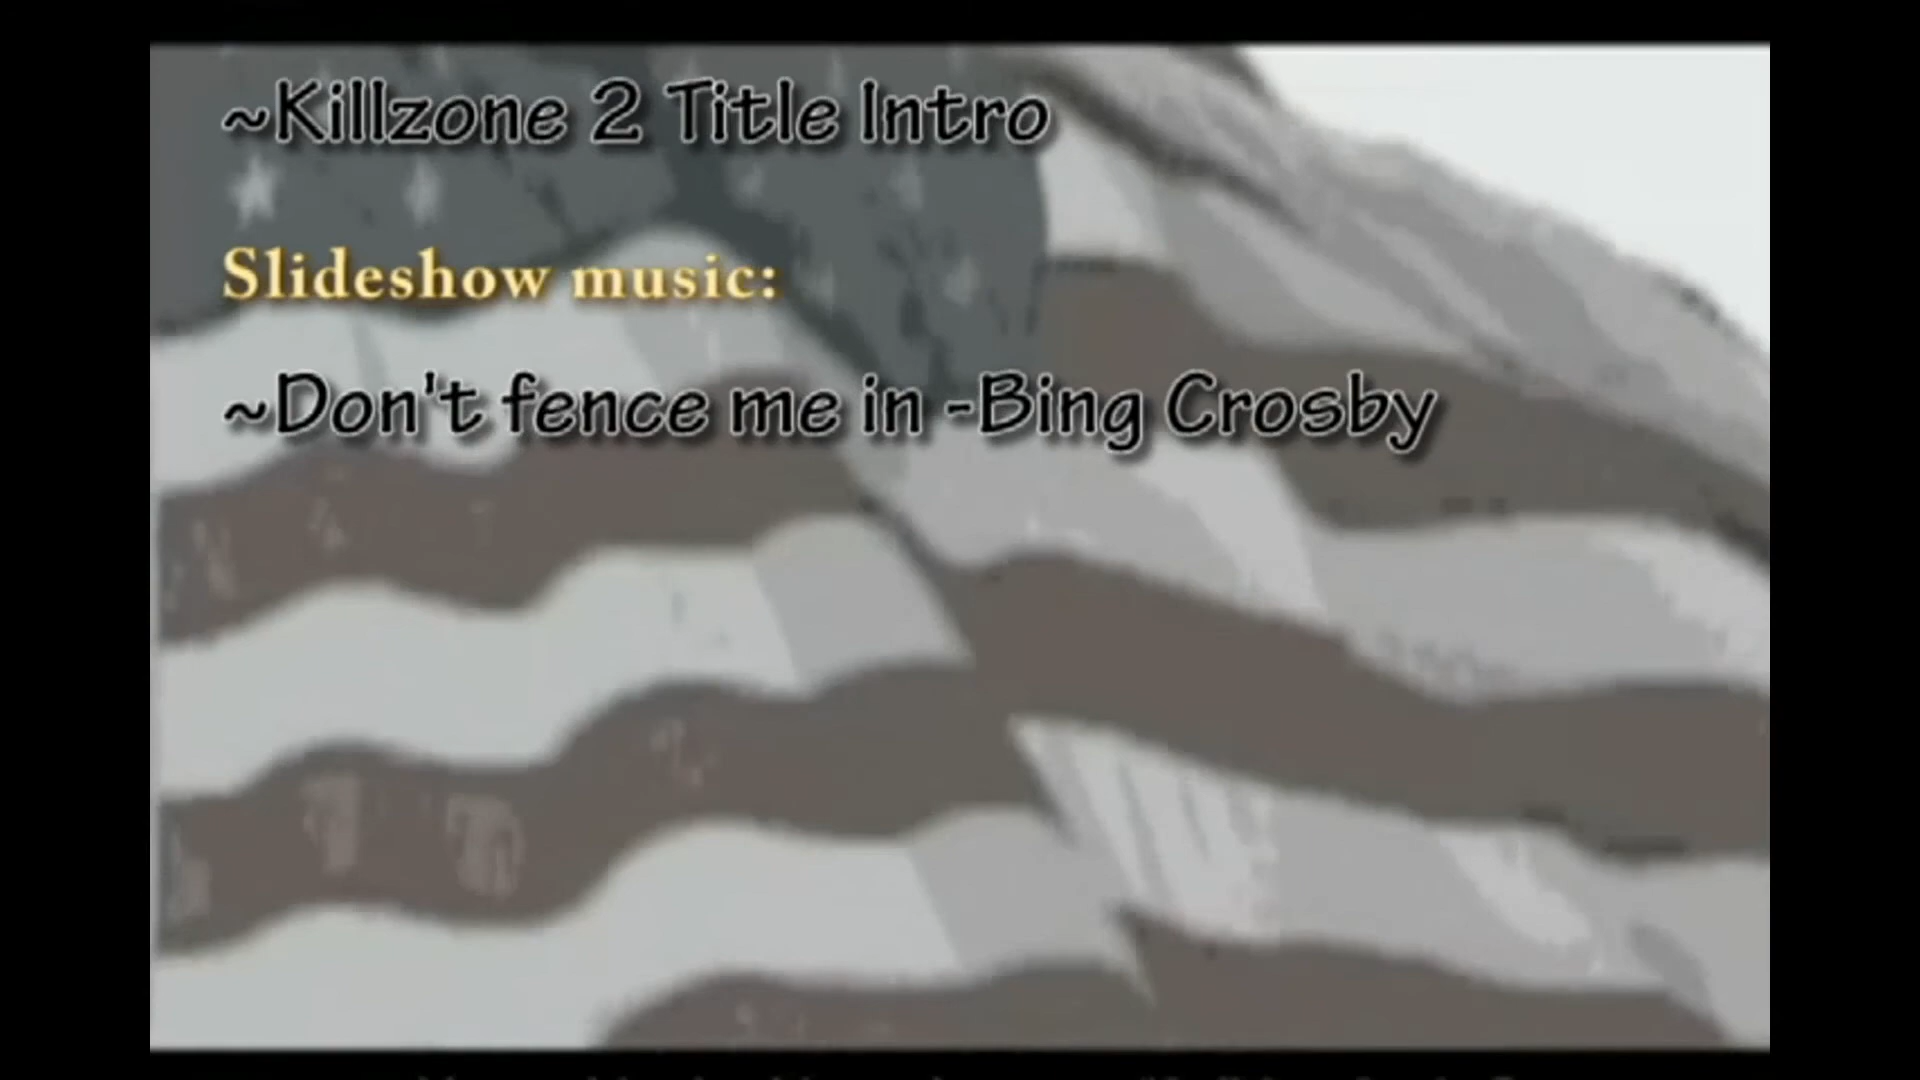 ~Killzone 2 Title Intro
Slideshow music:
~Don't fence me in -Bing Crosby